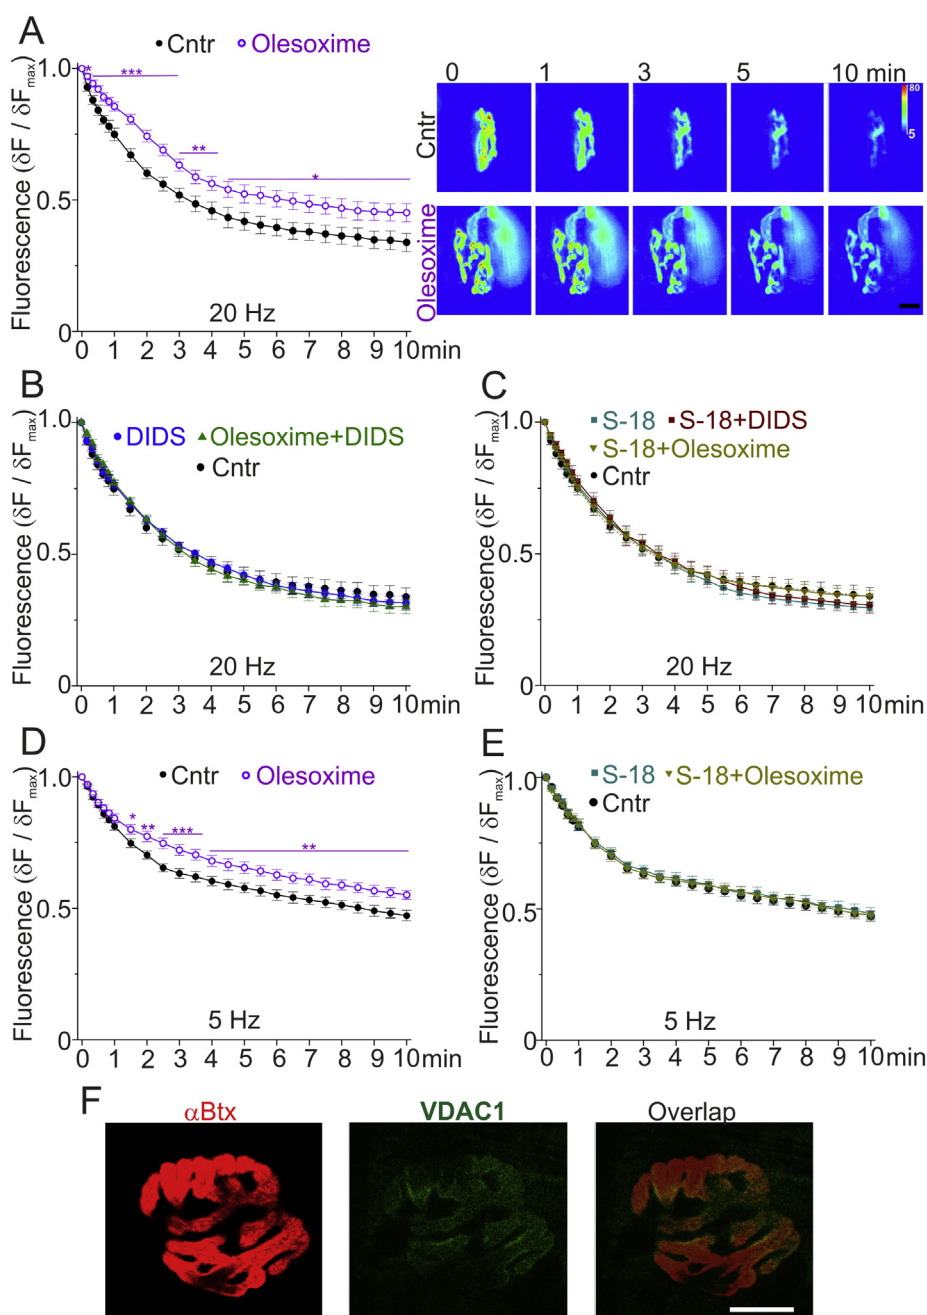 A
Cntr Olesoxime
Fluorescence (δF / δFmax)
1.0
0.5
0
* ***
**
*
20 Hz
0 1 2 3 4 5 6 7 8 9 10min
0 1 3 5 10 min
Cntr
80
5
Olesoxime
B
DIDS Olesoxime+DIDS
Cntr
Fluorescence (δF / δFmax)
1.0
0.5
0
20 Hz
0 1 2 3 4 5 6 7 8 9 10min
C
S-18 S-18+DIDS
S-18+Olesoxime
Cntr
Fluorescence (δF / δFmax)
1.0
0.5
0
20 Hz
0 1 2 3 4 5 6 7 8 9 10min
D
Cntr Olesoxime
Fluorescence (δF / δFmax)
1.0
0.5
0
* ** *** **
5 Hz
0 1 2 3 4 5 6 7 8 9 10min
E
S-18 S-18+Olesoxime
Cntr
Fluorescence (δF / δFmax)
1.0
0.5
0
5 Hz
0 1 2 3 4 5 6 7 8 9 10min
F
αBtx VDAC1 Overlap